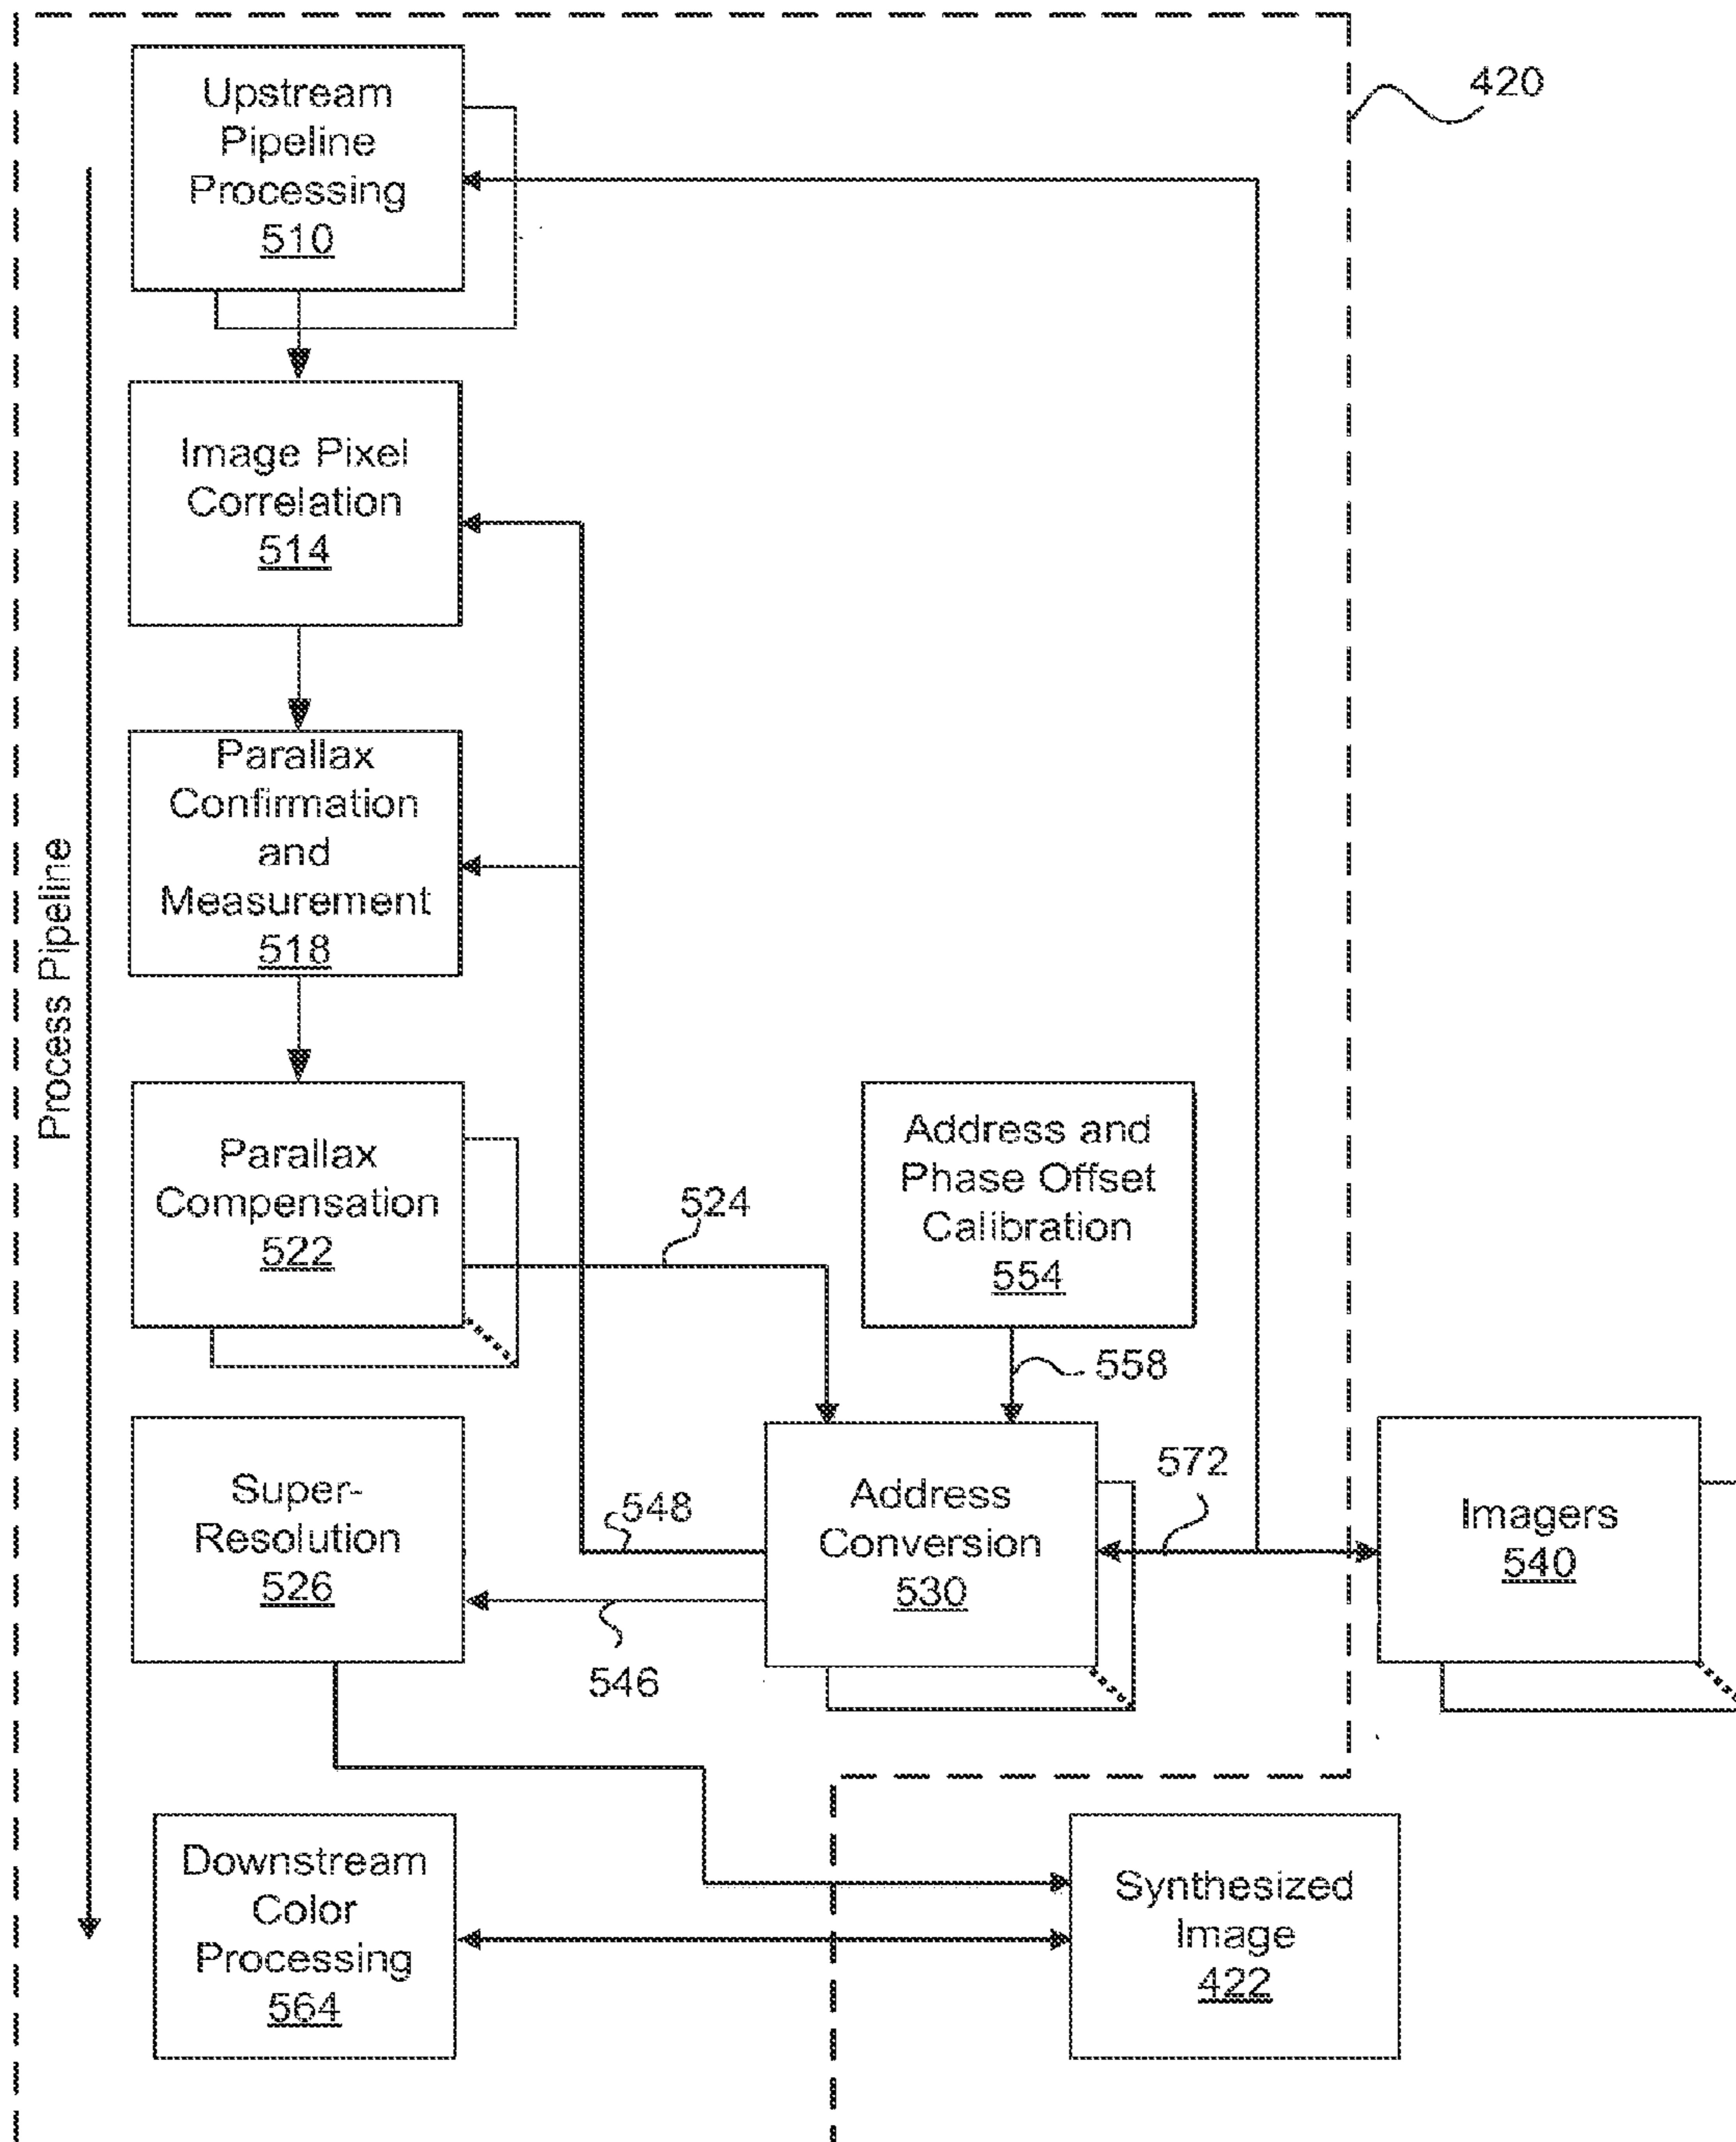 Upstream
Pipeline
Processing
510
420
Image Pixel
Correlation
514
Parallax
Confirmation
and
Measurement
518
Process Pipeline
Parallax
Compensation
522
524
Address and
Phase Offset
Calibration
554
558
Super-
Resolution
526
548
546
Address
Conversion
530
572
Imagers
540
Downstream
Color
Processing
564
Synthesized
Image
422